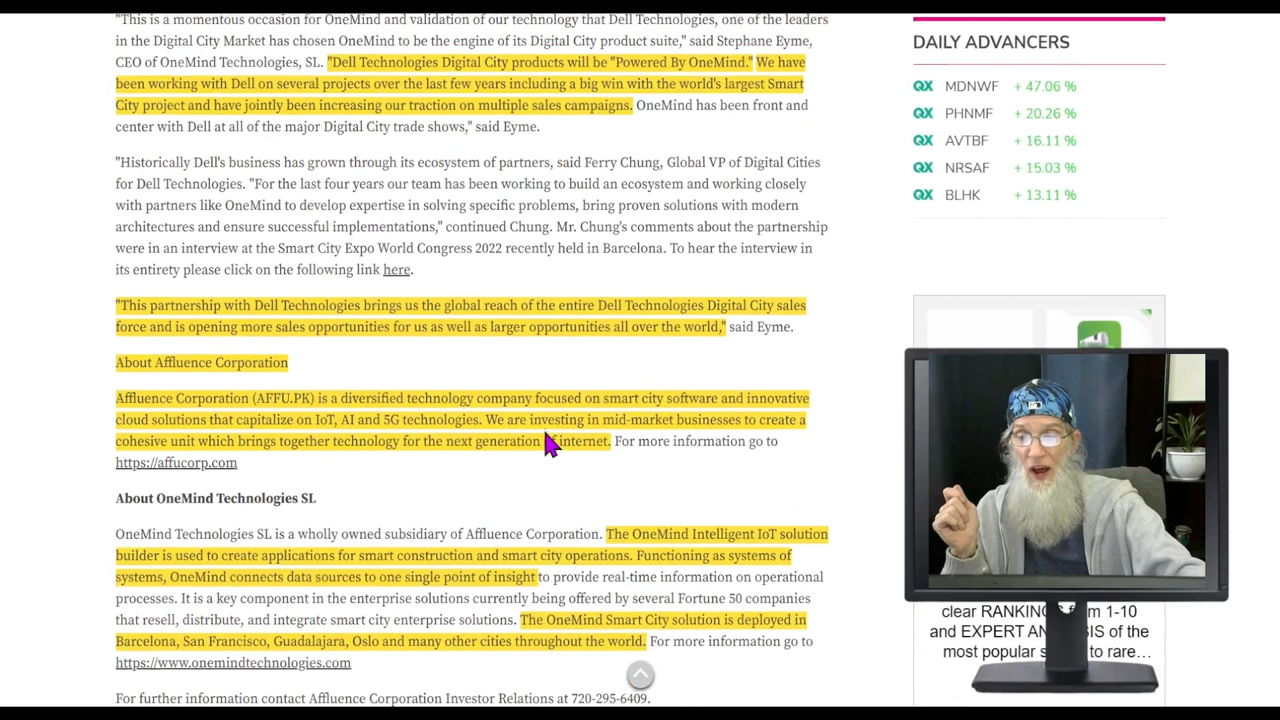 "This is a momentous occasion for OneMind and validation of our technology that Dell Technologies, one of the leaders
in the Digital City Market has chosen OneMind to be the engine of its Digital City product suite," said Stephane Eyme,
CEO of OneMind Technologies, SL. "Dell Technologies Digital City products will be "Powered By OneMind." We have
been working with Dell on several projects over the last few years including a big win with the world's largest Smart
City project and have jointly been increasing our traction on multiple sales campaigns. OneMind has been front and
center with Dell at all of the major Digital City trade shows," said Eyme.
"Historically Dell's business has grown through its ecosystem of partners, said Ferry Chung, Global VP of Digital Cities
for Dell Technologies. "For the last four years our team has been working to build an ecosystem and working closely
with partners like OneMind to develop expertise in solving specific problems, bring proven solutions with modern
architectures and ensure successful implementations," continued Chung. Mr. Chung's comments about the partnership
were in an interview at the Smart City Expo World Congress 2022 recently held in Barcelona. To hear the interview in
its entirety please click on the following link here.
"This partnership with Dell Technologies brings us the global reach of the entire Dell Technologies Digital City sales
force and is opening more sales opportunities for us as well as larger opportunities all over the world," said Eyme.
About Affluence Corporation
Affluence Corporation (AFFU.PK) is a diversified technology company focused on smart city software and innovative
cloud solutions that capitalize on IoT, AI and 5G technologies. We are investing in mid-market businesses to create a
cohesive unit which brings together technology for the next generation of internet. For more information go to
https://affucorp.com
About OneMind Technologies SL
OneMind Technologies SL is a wholly owned subsidiary of Affluence Corporation. The OneMind Intelligent IoT solution
builder is used to create applications for smart construction and smart city operations. Functioning as systems of
systems, OneMind connects data sources to one single point of insight to provide real-time information on operational
processes. It is a key component in the enterprise solutions currently being offered by several Fortune 50 companies
that resell, distribute, and integrate smart city enterprise solutions. The OneMind Smart City solution is deployed in
Barcelona, San Francisco, Guadalajara, Oslo and many other cities throughout the world. For more information go to
https://www.onemindtechnologies.com
For further information contact Affluence Corporation Investor Relations at 720-295-6409.
DAILY ADVANCERS
QX MDNWF + 47.06 %
QX PHNMF + 20.26 %
QX AVTBF + 16.11 %
QX NRSAF + 15.03 %
QX BLHK + 13.11 %
clear 1-10
and EXPERT of the
most popular to rare...